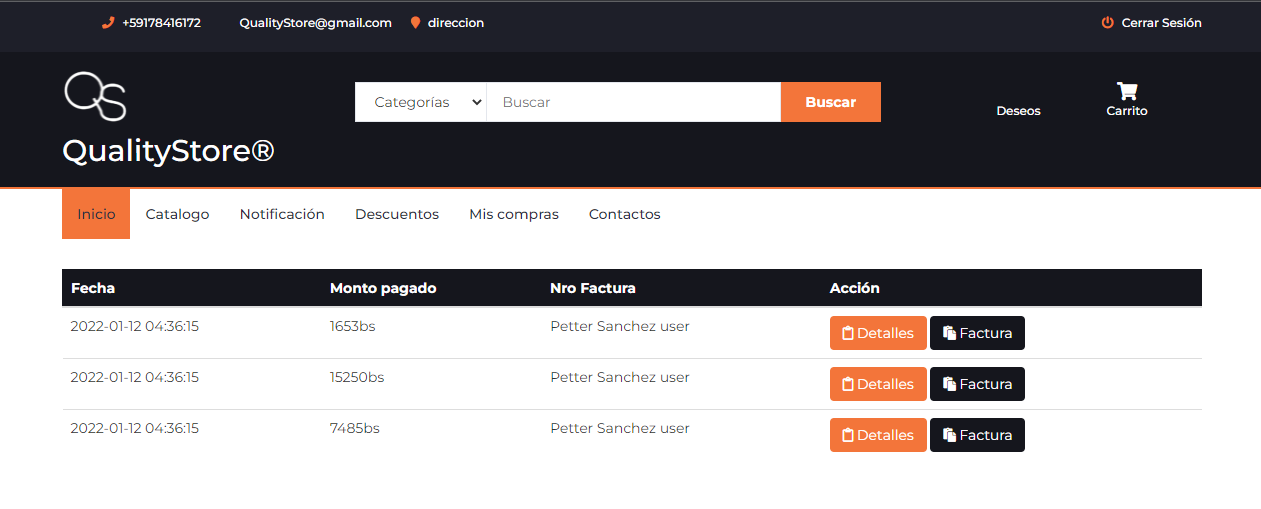 +59178416172 QualityStore@gmail.com direccion Cerrar Sesión
QS
Categorías Buscar Buscar Deseos Carrito
QualityStore®
Inicio Catalogo Notificación Descuentos Mis compras Contactos
Fecha Monto pagado Nro Factura Acción
2022-01-12 04:36:15 1653bs Petter Sanchez user Detalles Factura
2022-01-12 04:36:15 15250bs Petter Sanchez user Detalles Factura
2022-01-12 04:36:15 7485bs Petter Sanchez user Detalles Factura